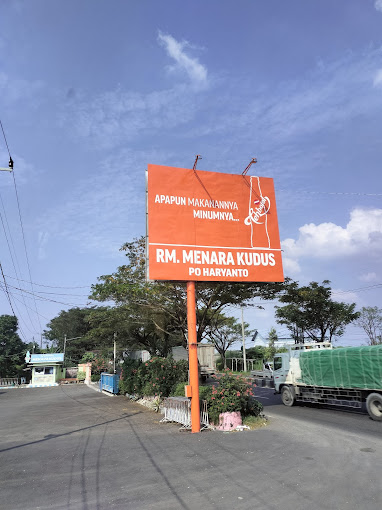 APAPUN MAKANANNYA
MINUMNYA...
RM. MENARA KUDUS
PO HARYANTO